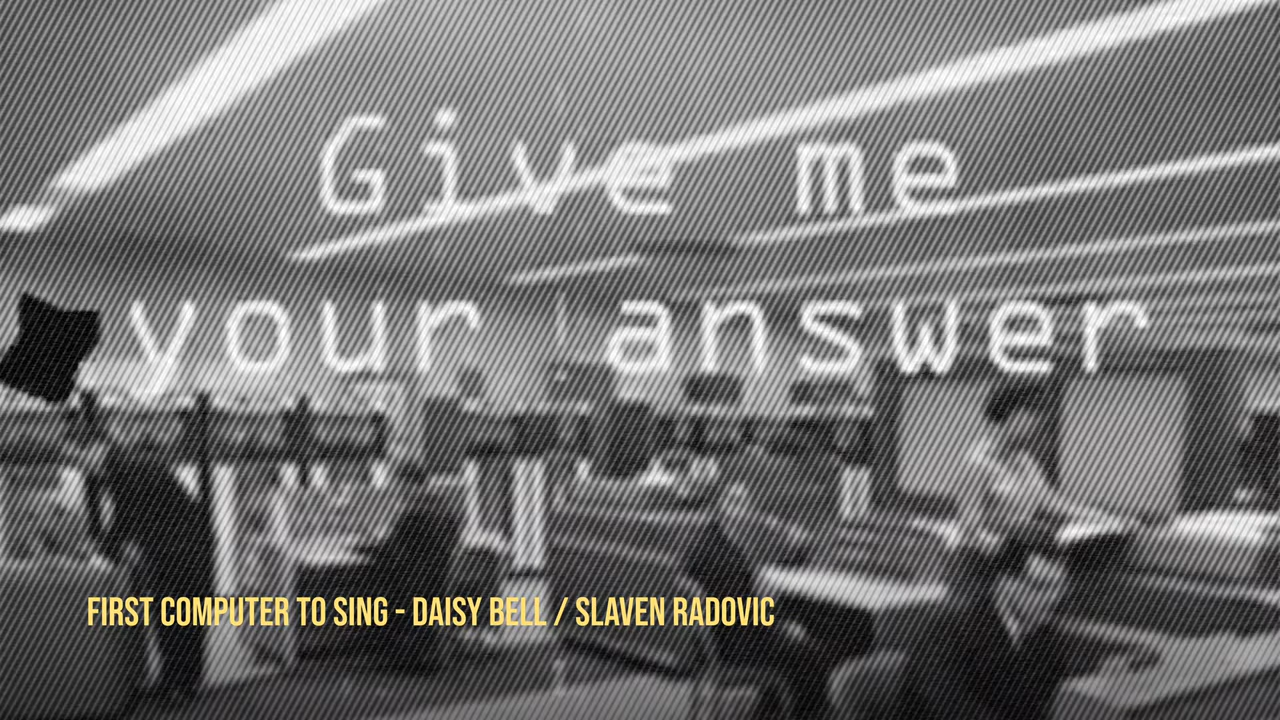 Give me
your answer
FIRST COMPUTER TO SING - DAISY BELL / SLAVEN RADOVIC